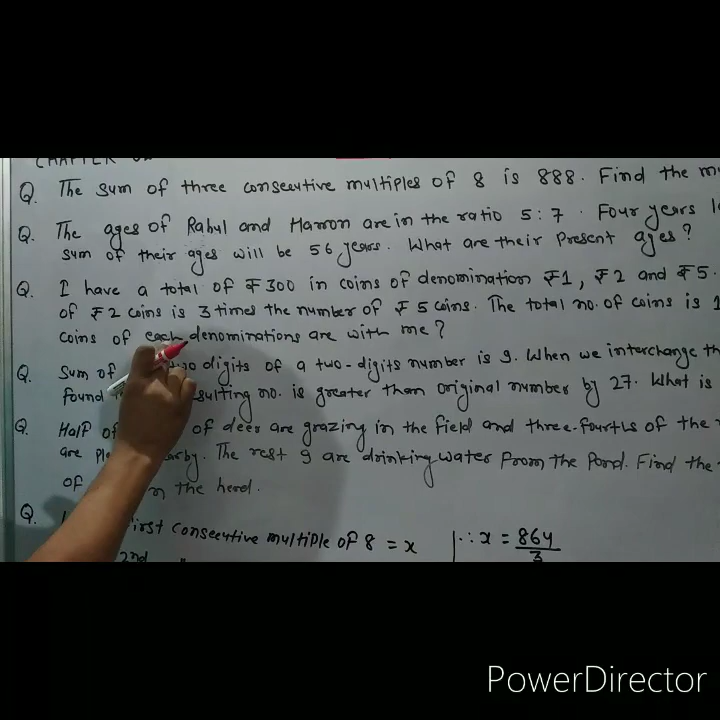 Q. The sum of three consecutive multiples of 8 is 888. Find the
Q. The ages of Rahul and Haroon are in the ratio 5:7. Four years
sum of their ages will be 56 years. What are their Present ages?
Q. I have a total of ₹300 in coins of denomination ₹1, ₹2 and ₹5.
of ₹2 coins is 3 times the number of ₹5 coins. The total no. of coins is 1
coins of each denominations are with me?
Q. Sum of digits of a two-digits number is 9. When we interchange
found no. is greater than original number by 27. What is
Q. Half of of deer are grazing in the field and three-fourths of the
are The rest 9 are drinking water from the Pond. Find the
of in the herd.
Q. first consecutive multiple of 8 = x
∴ x = 864/3
2nd "
PowerDirector